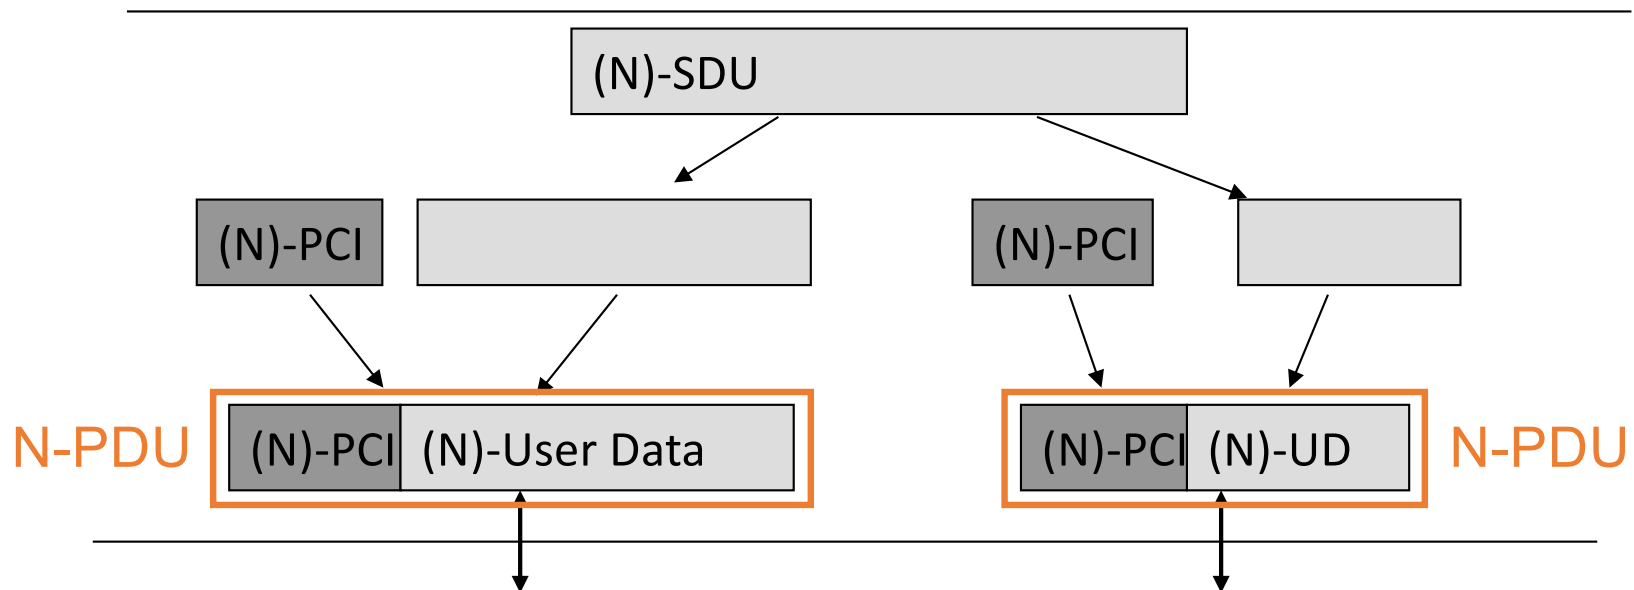 (N)-SDU
(N)-PCI
(N)-PCI
N-PDU
(N)-PCI
(N)-User Data
(N)-PCI
(N)-UD
N-PDU